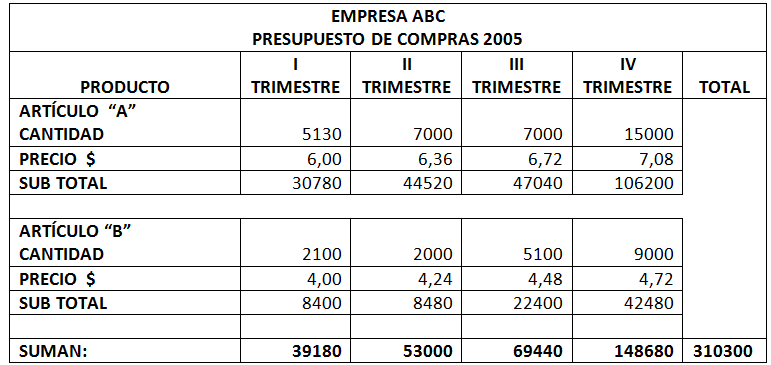 EMPRESA ABC
PRESUPUESTO DE COMPRAS 2005
PRODUCTO I TRIMESTRE II TRIMESTRE III TRIMESTRE IV TRIMESTRE TOTAL
ARTÍCULO “A”
CANTIDAD 5130 7000 7000 15000
PRECIO $ 6,00 6,36 6,72 7,08
SUB TOTAL 30780 44520 47040 106200
ARTÍCULO “B”
CANTIDAD 2100 2000 5100 9000
PRECIO $ 4,00 4,24 4,48 4,72
SUB TOTAL 8400 8480 22400 42480
SUMAN: 39180 53000 69440 148680 310300